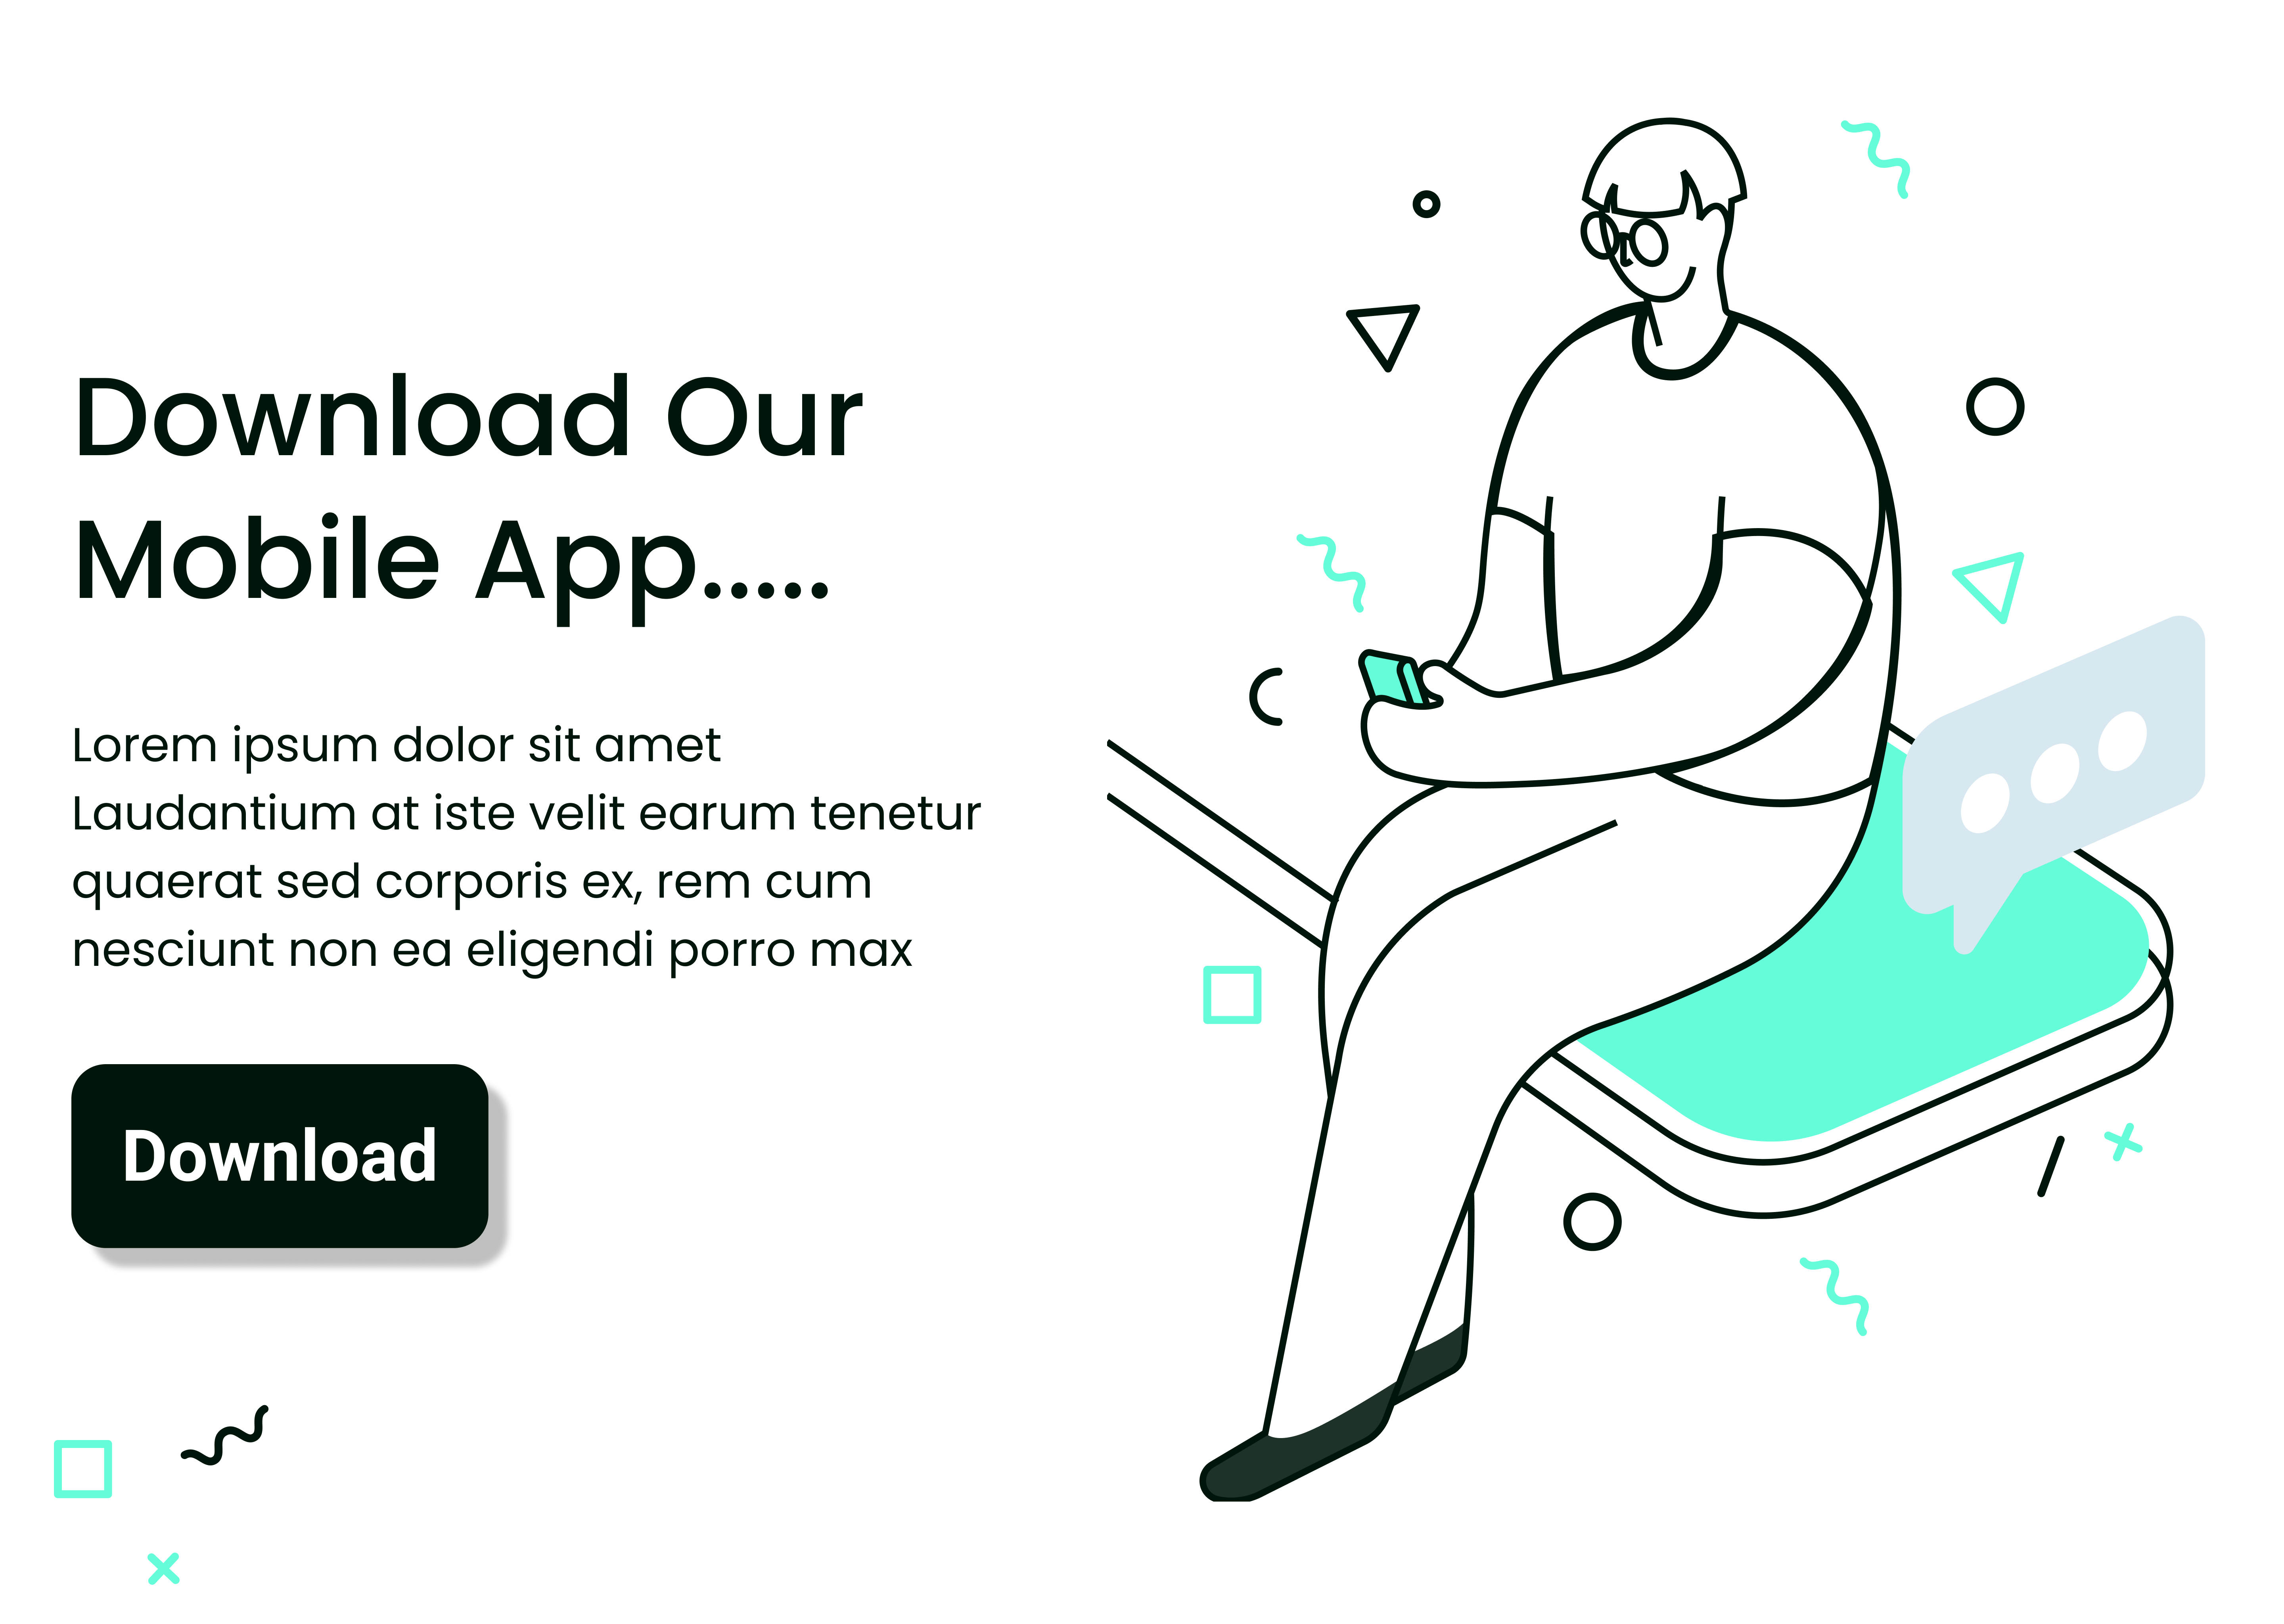 Download Our
Mobile App.....
Lorem ipsum dolor sit amet
Laudantium at iste velit earum tenetur
quaerat sed corporis ex, rem cum
nesciunt non ea eligendi porro max
Download